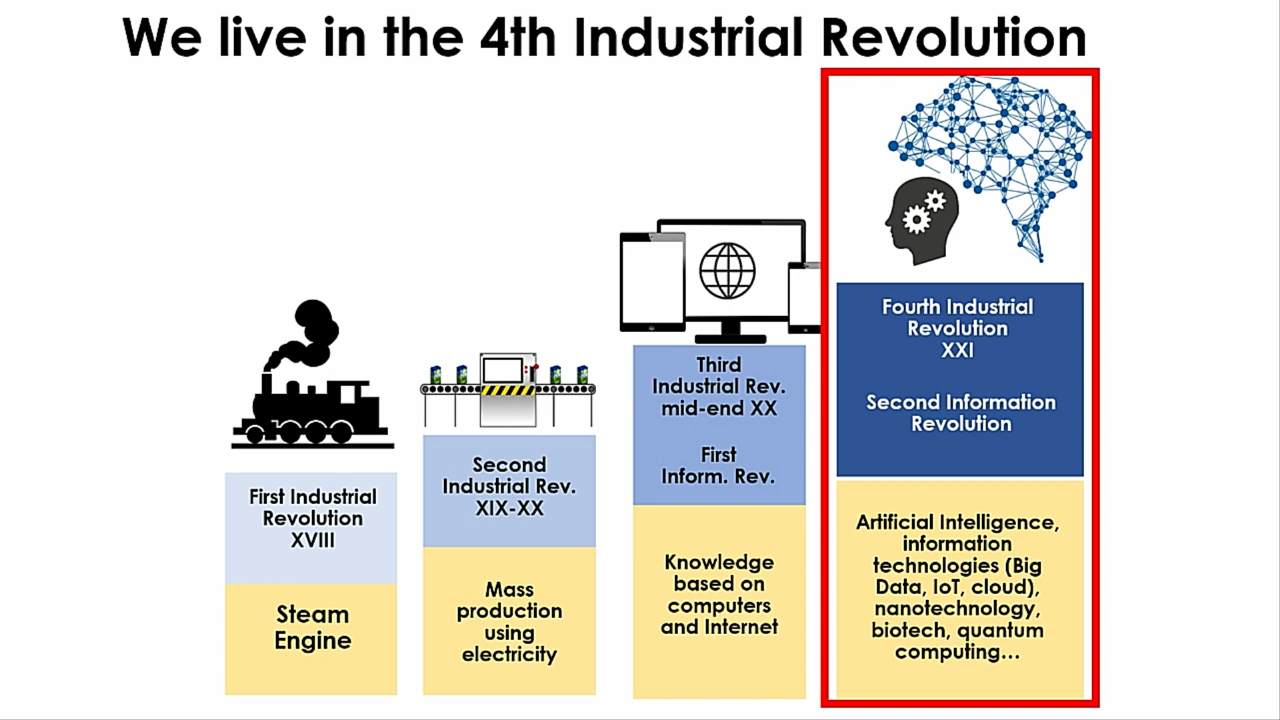 We live in the 4th Industrial Revolution
First Industrial
Revolution
XVIII
Steam
Engine
Second
Industrial Rev.
XIX-XX
Mass
production
using
electricity
Third
Industrial Rev.
mid-end XX
First
Inform. Rev.
Knowledge
based on
computers
and Internet
Fourth Industrial
Revolution
XXI
Second Information
Revolution
Artificial Intelligence,
information
technologies (Big
Data, IoT, cloud),
nanotechnology,
biotech, quantum
computing...